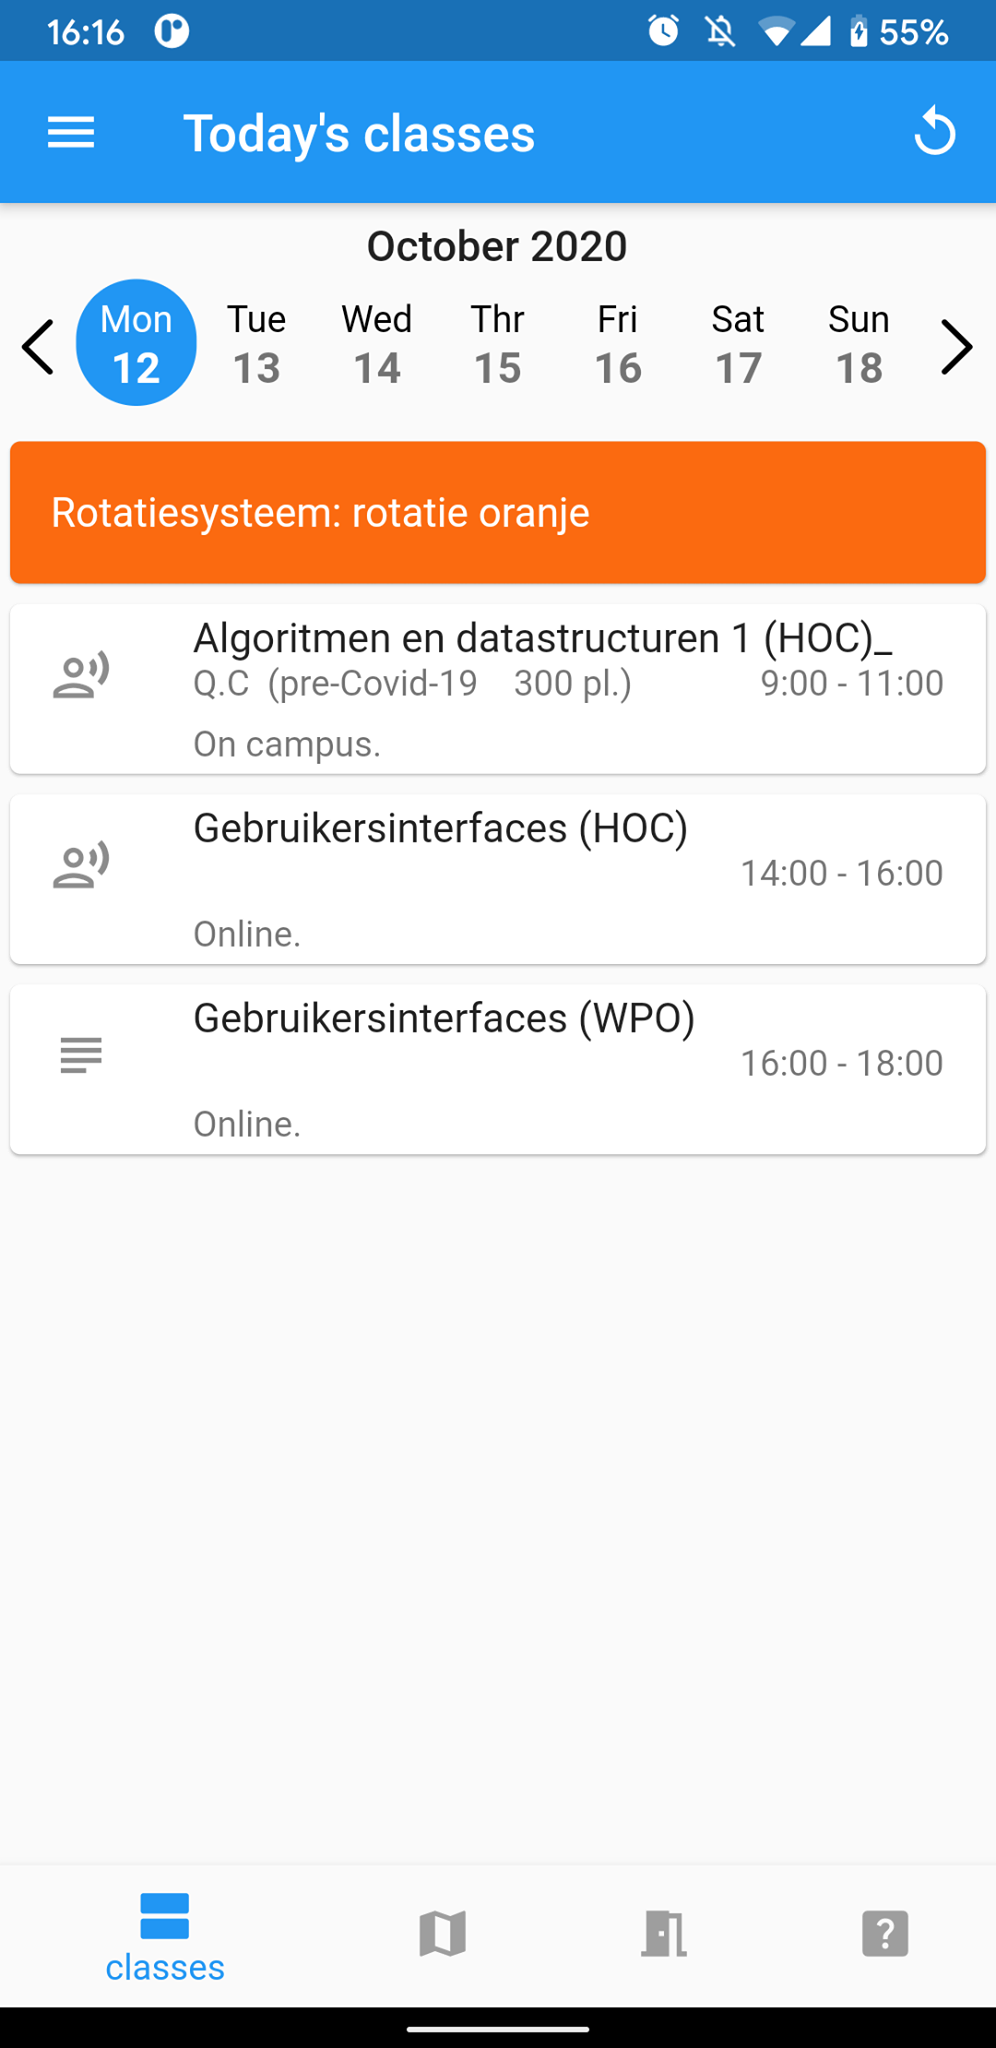 16:16 55%
Today's classes
October 2020
Mon Tue Wed Thr Fri Sat Sun
12 13 14 15 16 17 18
Rotatiesysteem: rotatie oranje
Algoritmen en datastructuren 1 (HOC)_
Q.C (pre-Covid-19 300 pl.) 9:00 - 11:00
On campus.
Gebruikersinterfaces (HOC)
14:00 - 16:00
Online.
Gebruikersinterfaces (WPO)
16:00 - 18:00
Online.
?
classes